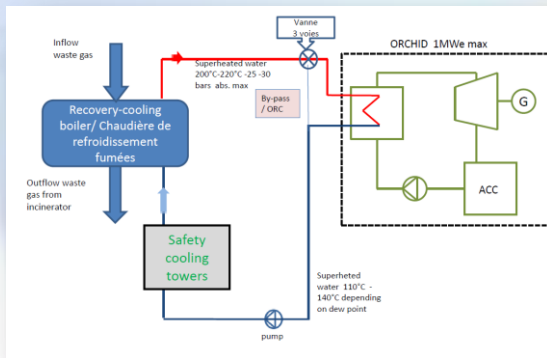 Vanne
3 voies
ORCHID 1MWe max
Inflow
waste gas
Superheated water
200°C-220°C -25 -30
bars abs. max
By-pass
/ ORC
G
Recovery-cooling
boiler/ Chaudière de
refroidissement
fumées
ACC
Outflow waste
gas from
incinerator
Safety
cooling
towers
Superheted
water 110°C -
140°C depending
on dew point
pump